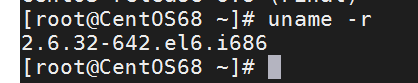 [root@CentOS68 ~]# uname -r
2.6.32-642.el6.i686
[root@CentOS68 ~]#